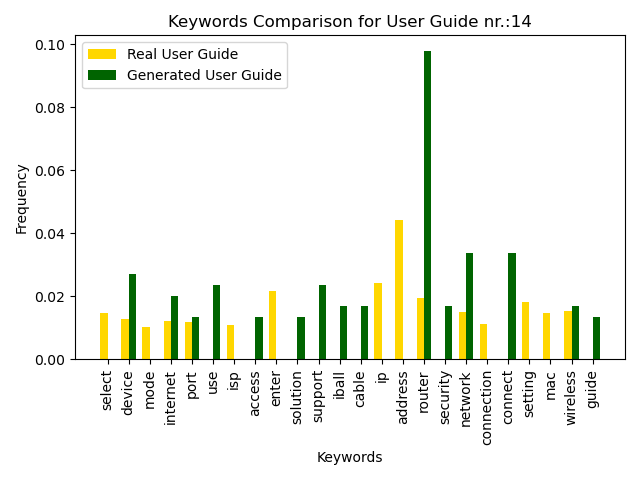 Keywords Comparison for User Guide nr.:14
Real User Guide
Generated User Guide
Frequency
0.10
0.08
0.06
0.04
0.02
0.00
select
device
mode
internet
port
use
isp
access
enter
solution
support
iball
cable
ip
address
router
security
network
connection
connect
setting
mac
wireless
guide
Keywords